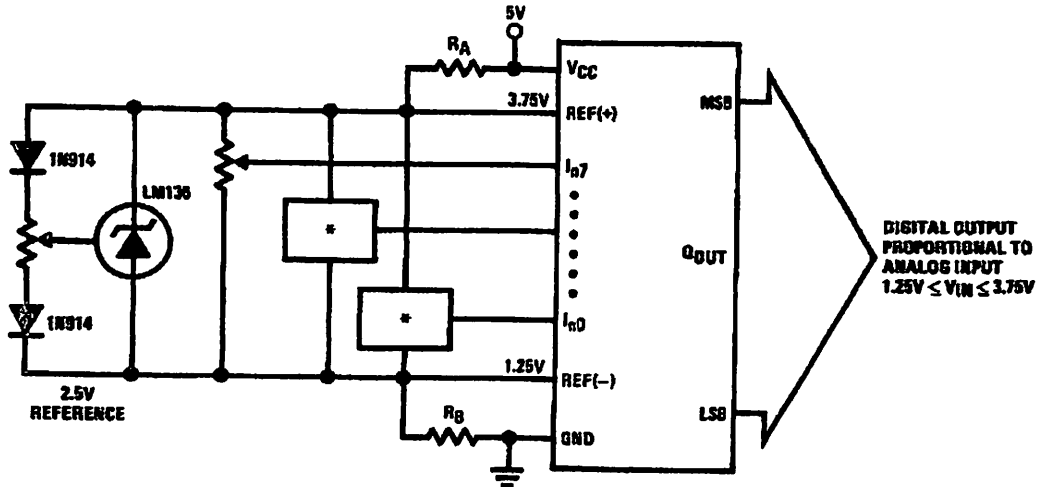 5V
RA
VCC
3.75V
REF(+)
MSB
1N914
In7
LM136
*
QOUT
DIGITAL OUTPUT
PROPORTIONAL TO
ANALOG INPUT
1.25V ≤ VIN ≤ 3.75V
*
In0
1N914
1.25V
REF(−)
2.5V
REFERENCE
LSB
RB
GND